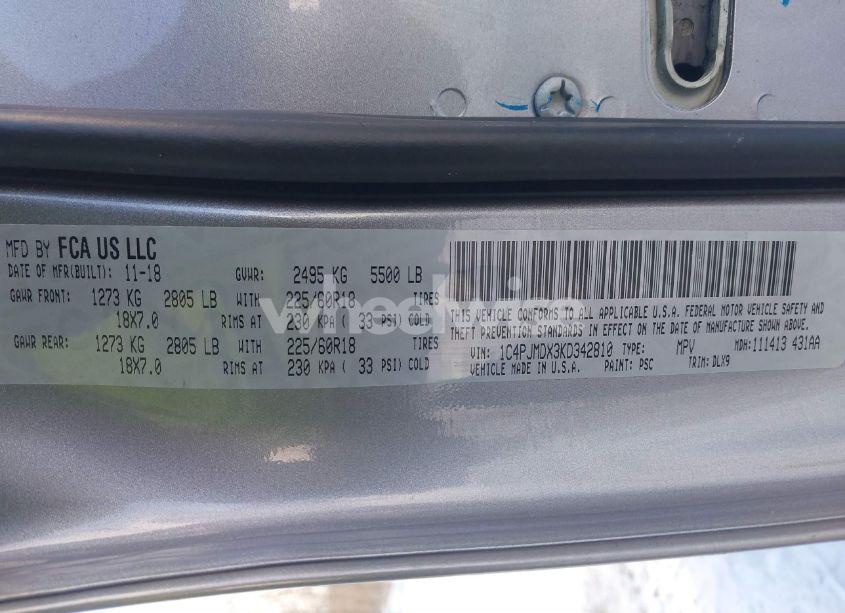 MFD BY FCA US LLC
DATE OF MFR(BUILT): 11-18 GVWR: 2495 KG 5500 LB
GAWR FRONT: 1273 KG 2805 LB WITH 225/60R18 TIRES
18X7.0 RIMS AT 230 KPA ( 33 PSI) COLD
GAWR REAR: 1273 KG 2805 LB WITH 225/60R18 TIRES
18X7.0 RIMS AT 230 KPA ( 33 PSI) COLD
THIS VEHICLE CONFORMS TO ALL APPLICABLE U.S.A. FEDERAL MOTOR VEHICLE SAFETY AND
THEFT PREVENTION STANDARDS IN EFFECT ON THE DATE OF MANUFACTURE SHOWN ABOVE.
VIN: 1C4PJMDX3KD342810 TYPE: MPV MDH: 111413 431AA
VEHICLE MADE IN U.S.A. PAINT: PSC TRIM: DLX9
wheelwire